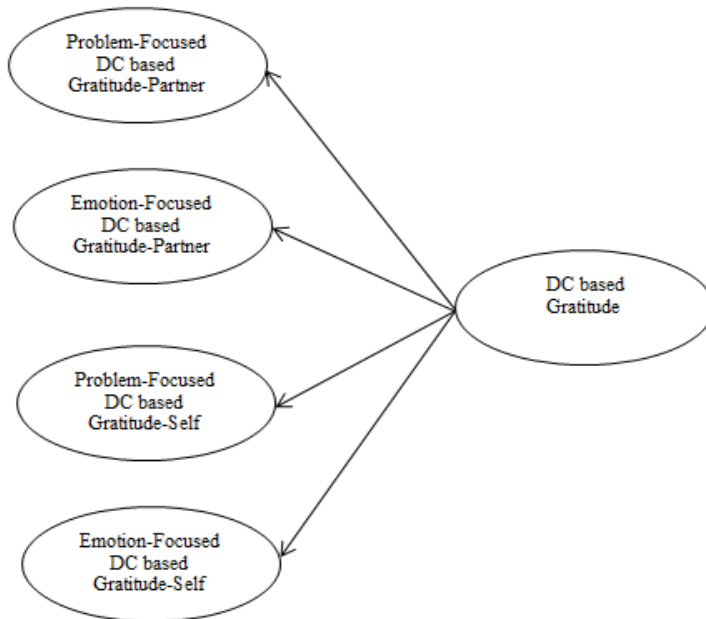 Problem-Focused
DC based
Gratitude-Partner
Emotion-Focused
DC based
Gratitude-Partner
DC based
Gratitude
Problem-Focused
DC based
Gratitude-Self
Emotion-Focused
DC based
Gratitude-Self